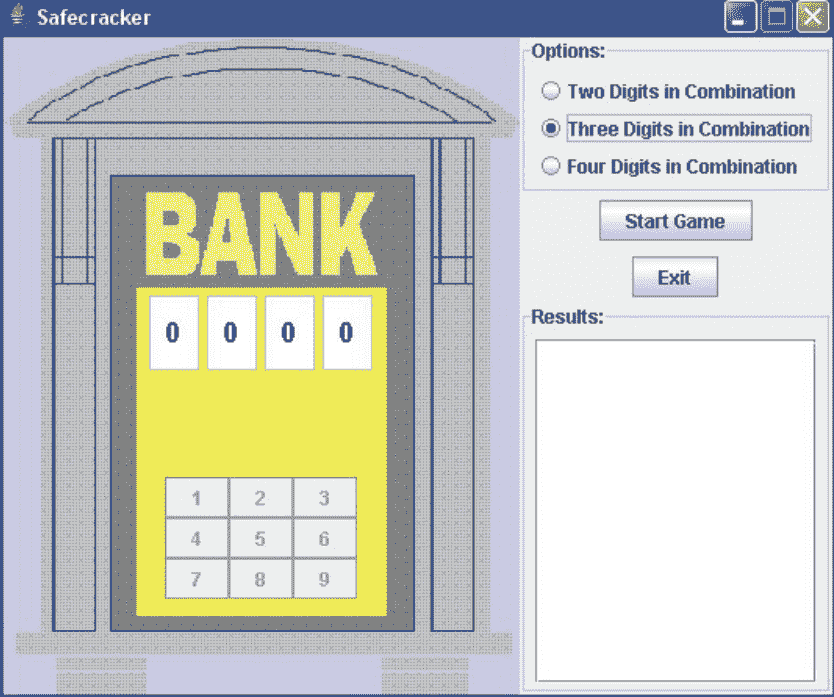 Safecracker
BANK
0 0 0 0
1 2 3
4 5 6
7 8 9
Options:
Two Digits in Combination
Three Digits in Combination
Four Digits in Combination
Start Game
Exit
Results: